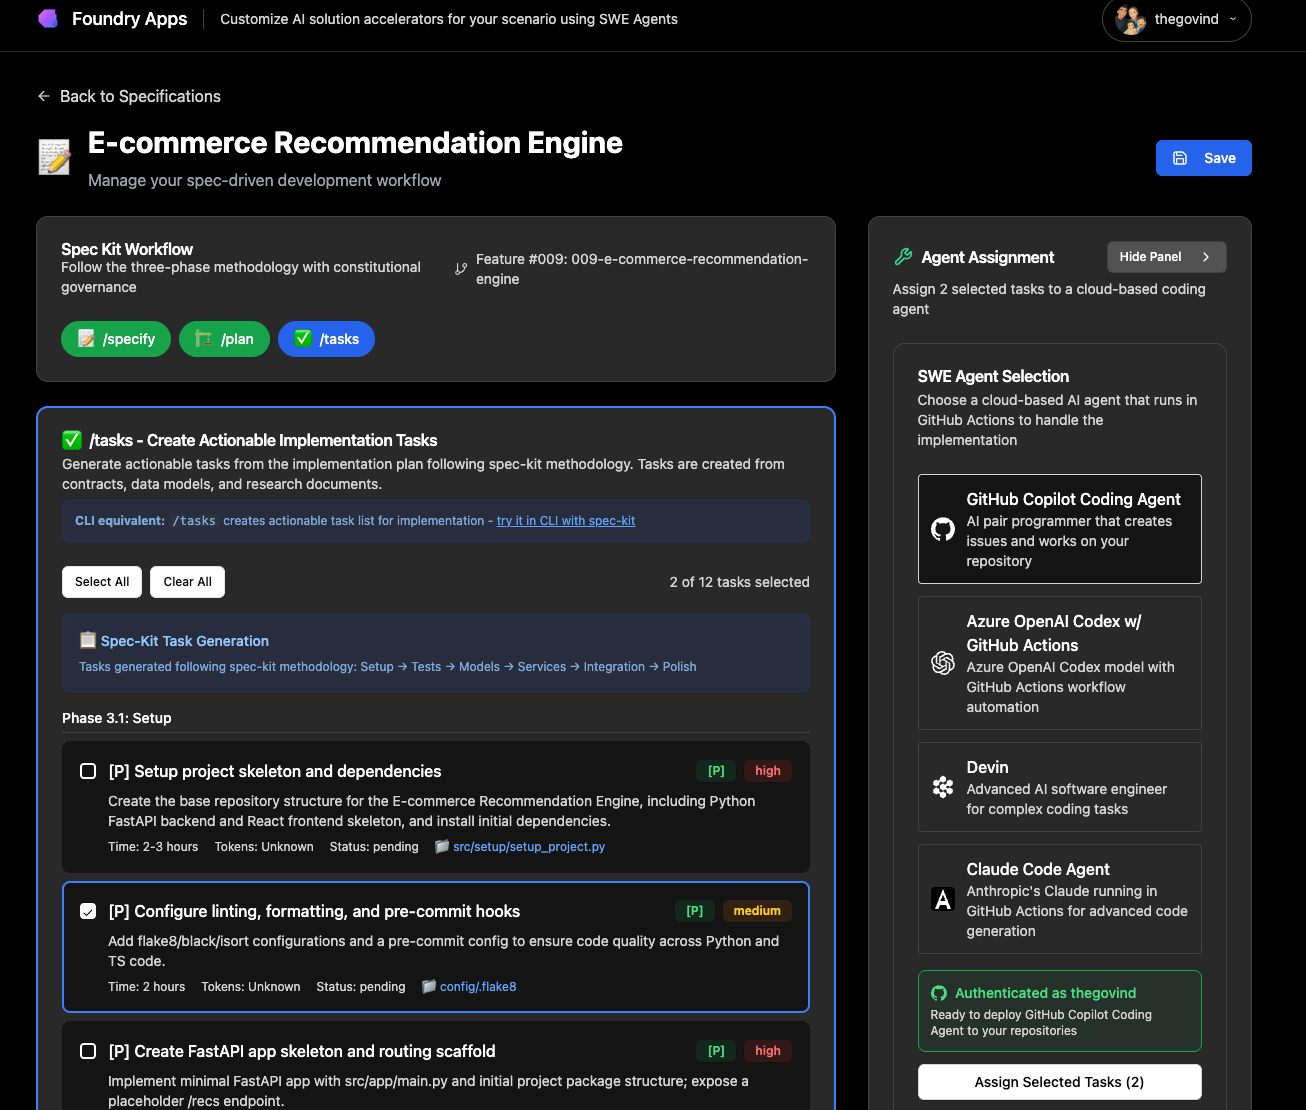 Foundry Apps
Customize AI solution accelerators for your scenario using SWE Agents
thegovind
Back to Specifications
E-commerce Recommendation Engine
Manage your spec-driven development workflow
Save
Spec Kit Workflow
Follow the three-phase methodology with constitutional
governance
Feature #009: 009-e-commerce-recommendation-
engine
/specify
/plan
/tasks
/tasks - Create Actionable Implementation Tasks
Generate actionable tasks from the implementation plan following spec-kit methodology. Tasks are created from
contracts, data models, and research documents.
CLI equivalent: /tasks creates actionable task list for implementation - try it in CLI with spec-kit
Select All
Clear All
2 of 12 tasks selected
Spec-Kit Task Generation
Tasks generated following spec-kit methodology: Setup → Tests → Models → Services → Integration → Polish
Phase 3.1: Setup
[P] Setup project skeleton and dependencies
[P]
high
Create the base repository structure for the E-commerce Recommendation Engine, including Python
FastAPI backend and React frontend skeleton, and install initial dependencies.
Time: 2-3 hours
Tokens: Unknown
Status: pending
src/setup/setup_project.py
[P] Configure linting, formatting, and pre-commit hooks
[P]
medium
Add flake8/black/isort configurations and a pre-commit config to ensure code quality across Python and
TS code.
Time: 2 hours
Tokens: Unknown
Status: pending
config/.flake8
[P] Create FastAPI app skeleton and routing scaffold
[P]
high
Implement minimal FastAPI app with src/app/main.py and initial project package structure; expose a
placeholder /recs endpoint.
Agent Assignment
Hide Panel
Assign 2 selected tasks to a cloud-based coding
agent
SWE Agent Selection
Choose a cloud-based AI agent that runs in
GitHub Actions to handle the
implementation
GitHub Copilot Coding Agent
AI pair programmer that creates
issues and works on your
repository
Azure OpenAI Codex w/
GitHub Actions
Azure OpenAI Codex model with
GitHub Actions workflow
automation
Devin
Advanced AI software engineer
for complex coding tasks
Claude Code Agent
Anthropic's Claude running in
GitHub Actions for advanced code
generation
Authenticated as thegovind
Ready to deploy GitHub Copilot Coding
Agent to your repositories
Assign Selected Tasks (2)